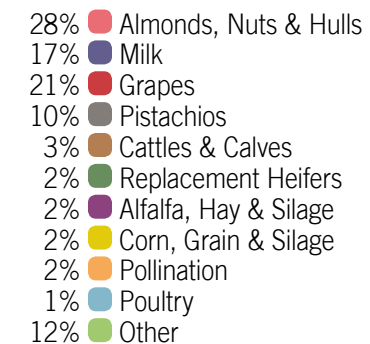 28% Almonds, Nuts & Hulls
17% Milk
21% Grapes
10% Pistachios
3% Cattles & Calves
2% Replacement Heifers
2% Alfalfa, Hay & Silage
2% Corn, Grain & Silage
2% Pollination
1% Poultry
12% Other